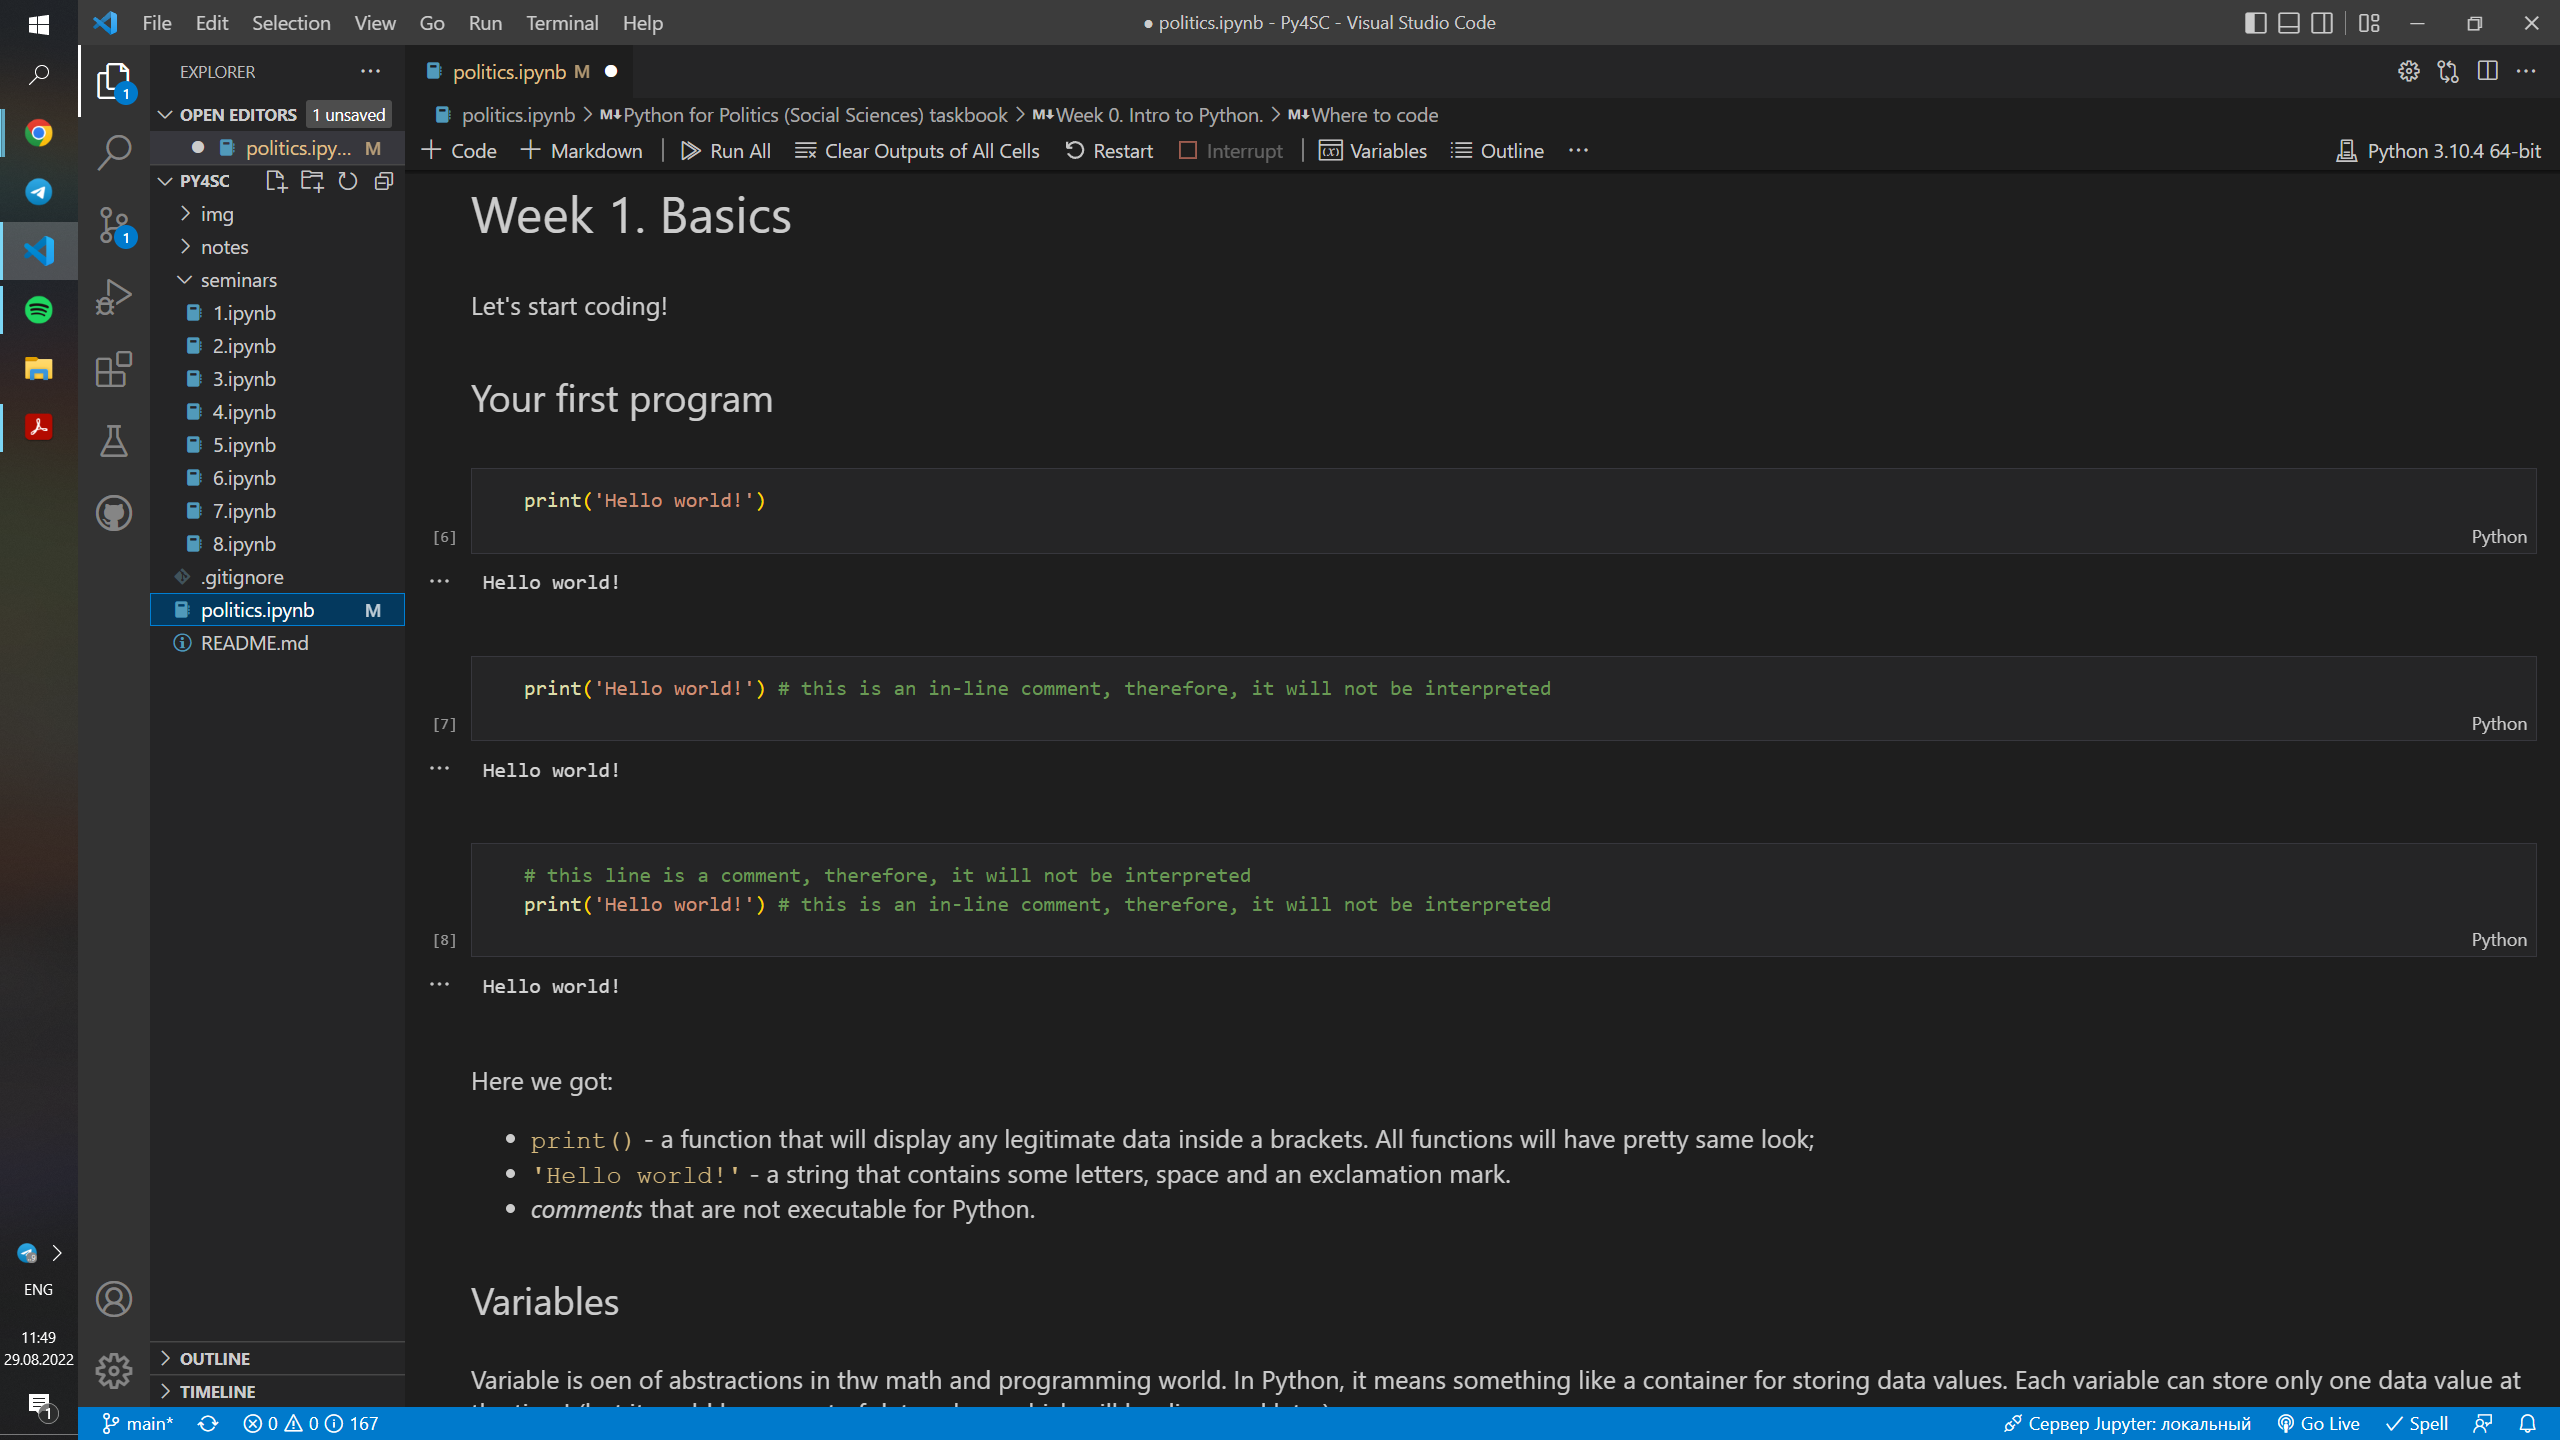 File Edit Selection View Go Run Terminal Help
● politics.ipynb - Py4SC - Visual Studio Code
EXPLORER
OPEN EDITORS 1 unsaved
politics.ipy... M
PY4SC
img
notes
seminars
1.ipynb
2.ipynb
3.ipynb
4.ipynb
5.ipynb
6.ipynb
7.ipynb
8.ipynb
.gitignore
politics.ipynb M
README.md
OUTLINE
TIMELINE
1
1
politics.ipynb M
politics.ipynb > M↓Python for Politics (Social Sciences) taskbook > M↓Week 0. Intro to Python. > M↓Where to code
+ Code + Markdown Run All Clear Outputs of All Cells Restart Interrupt Variables Outline ... Python 3.10.4 64-bit
Week 1. Basics
Let's start coding!
Your first program
print('Hello world!')
[6] Python
Hello world!
print('Hello world!') # this is an in-line comment, therefore, it will not be interpreted
[7] Python
Hello world!
# this line is a comment, therefore, it will not be interpreted
print('Hello world!') # this is an in-line comment, therefore, it will not be interpreted
[8] Python
Hello world!
Here we got:
• print() - a function that will display any legitimate data inside a brackets. All functions will have pretty same look;
• 'Hello world!' - a string that contains some letters, space and an exclamation mark.
• comments that are not executable for Python.
Variables
Variable is oen of abstractions in thw math and programming world. In Python, it means something like a container for storing data values. Each variable can store only one data value at
ENG
11:49
29.08.2022
1
main* 0 0 167
Сервер Jupyter: локальный Go Live Spell